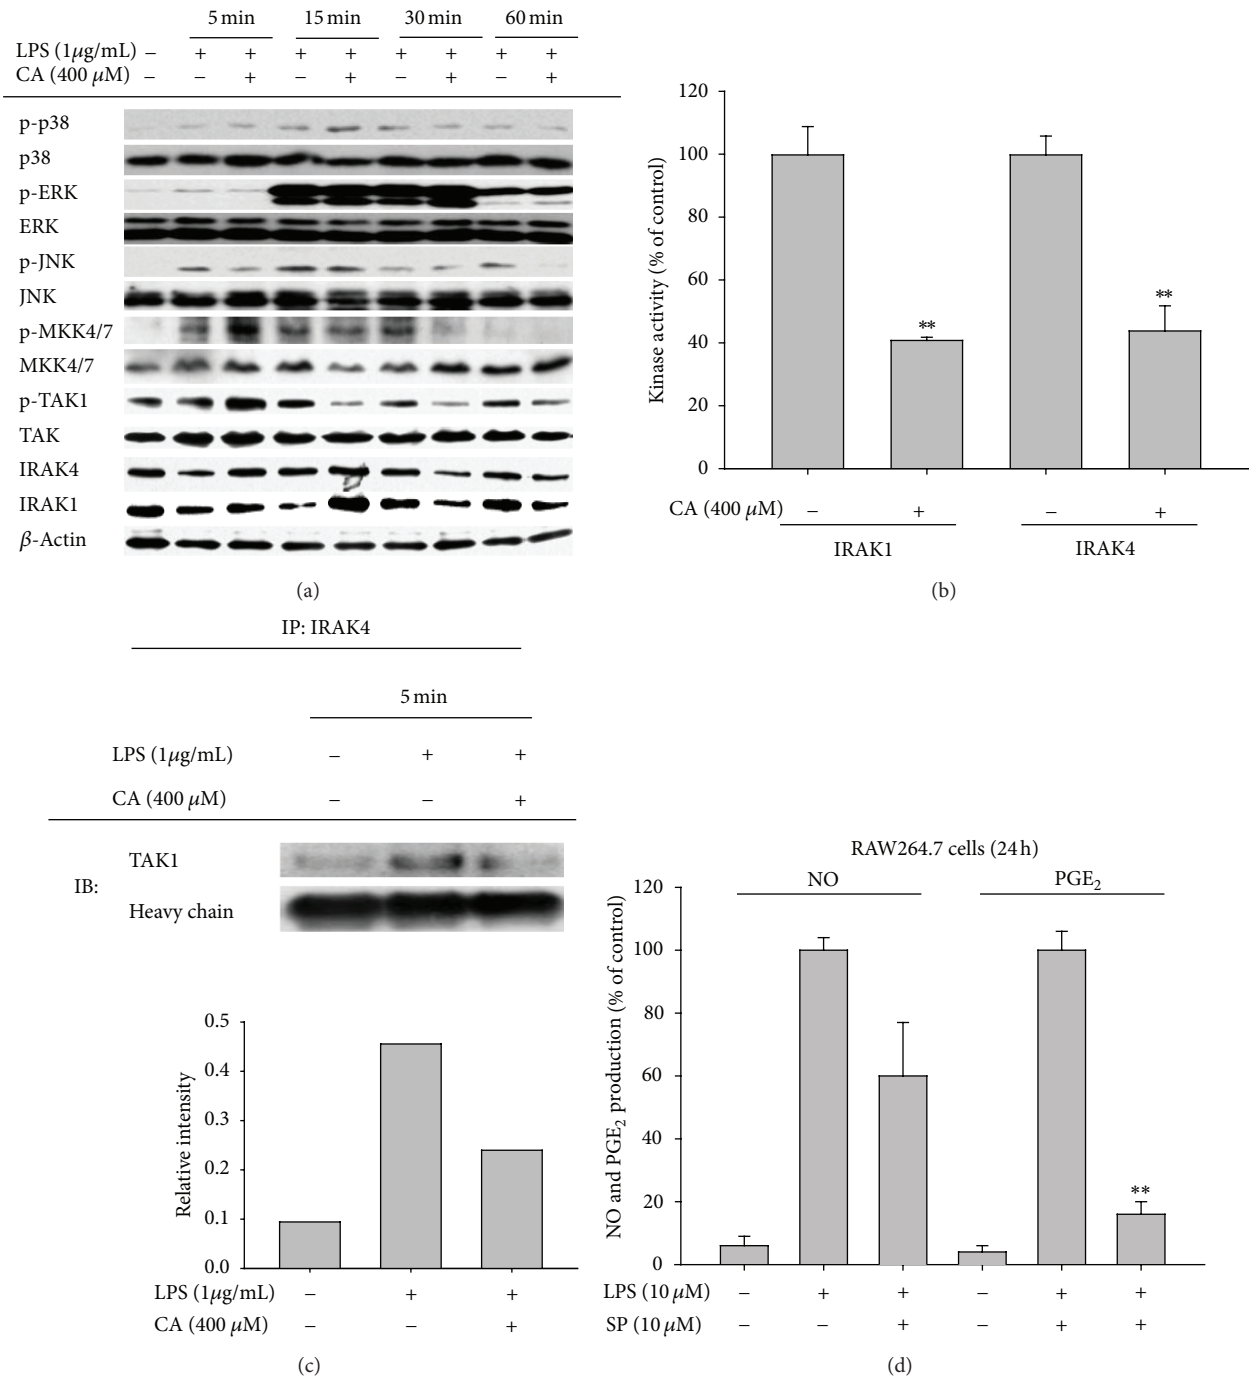 5 min 15 min 30 min 60 min
LPS (1μg/mL) − + + + + + + + +
CA (400 μM) − − + − + − + − +
p-p38
p38
p-ERK
ERK
p-JNK
JNK
p-MKK4/7
MKK4/7
p-TAK1
TAK
IRAK4
IRAK1
β-Actin
(a)
120
100
80
60
40
20
0
Kinase activity (% of control)
**
**
CA (400 μM) − + − +
IRAK1 IRAK4
(b)
IP: IRAK4
5 min
LPS (1μg/mL) − + +
CA (400 μM) − − +
IB:
TAK1
Heavy chain
0.5
0.4
0.3
0.2
0.1
0.0
Relative intensity
LPS (1μg/mL) − + +
CA (400 μM) − − +
(c)
RAW264.7 cells (24 h)
NO PGE₂
120
100
80
60
40
20
0
NO and PGE₂ production (% of control)
**
LPS (10 μM) − + + − + +
SP (10 μM) − − + − + +
(d)